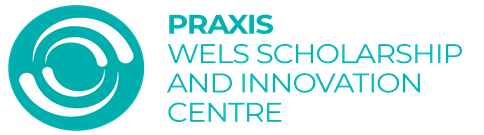 PRAXIS
WELS SCHOLARSHIP
AND INNOVATION
CENTRE